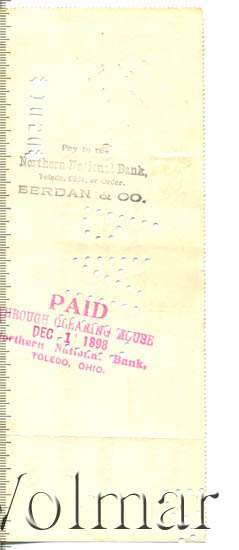 Pay to the
Northern National Bank,
Toledo, Ohio, or Order.
BERDAN & CO.
PAID
THROUGH CLEARING HOUSE
DEC -1 1898
Northern National Bank,
TOLEDO, OHIO.
Volmar